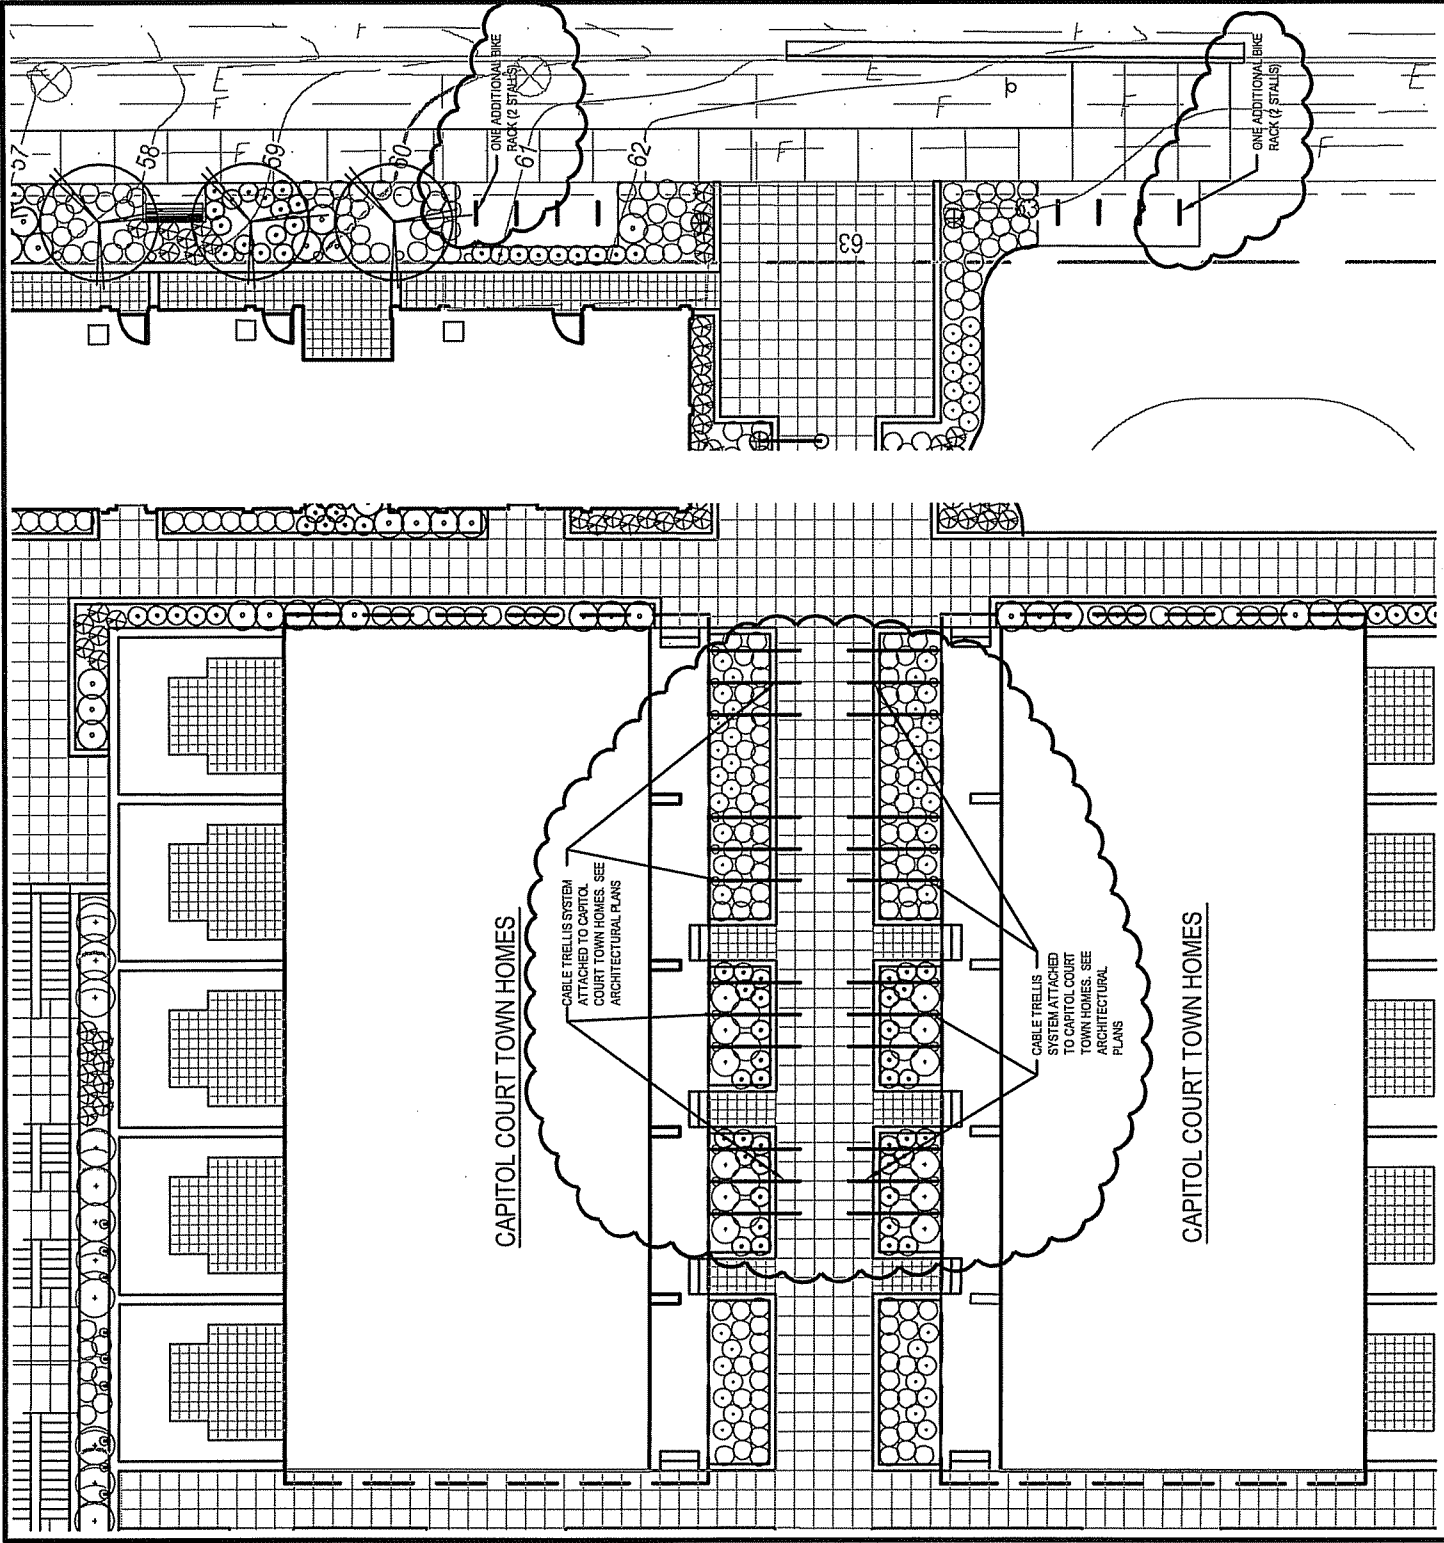 57
58
59
60
61
62
63
63
E
F
F
F
F
F
F
E
E
ONE ADDITIONAL BIKE
RACK (2 STALLS)
ONE ADDITIONAL BIKE
RACK (2 STALLS)
CAPITOL COURT TOWN HOMES
CABLE TRELLIS SYSTEM
ATTACHED TO CAPITOL
COURT TOWN HOMES. SEE
ARCHITECTURAL PLANS
CABLE TRELLIS
SYSTEM ATTACHED
TO CAPITOL COURT
TOWN HOMES. SEE
ARCHITECTURAL
PLANS
CAPITOL COURT TOWN HOMES